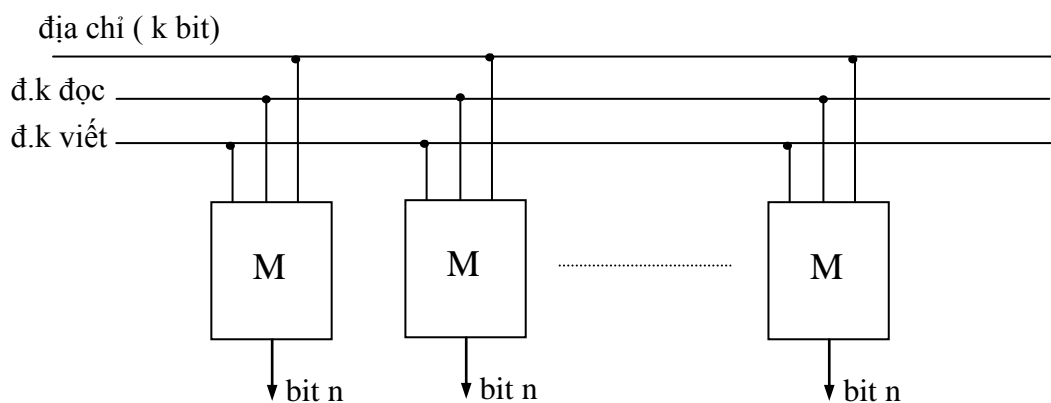 địa chỉ ( k bit)
đ.k đọc
đ.k viết
M
M
M
bit n
bit n
bit n